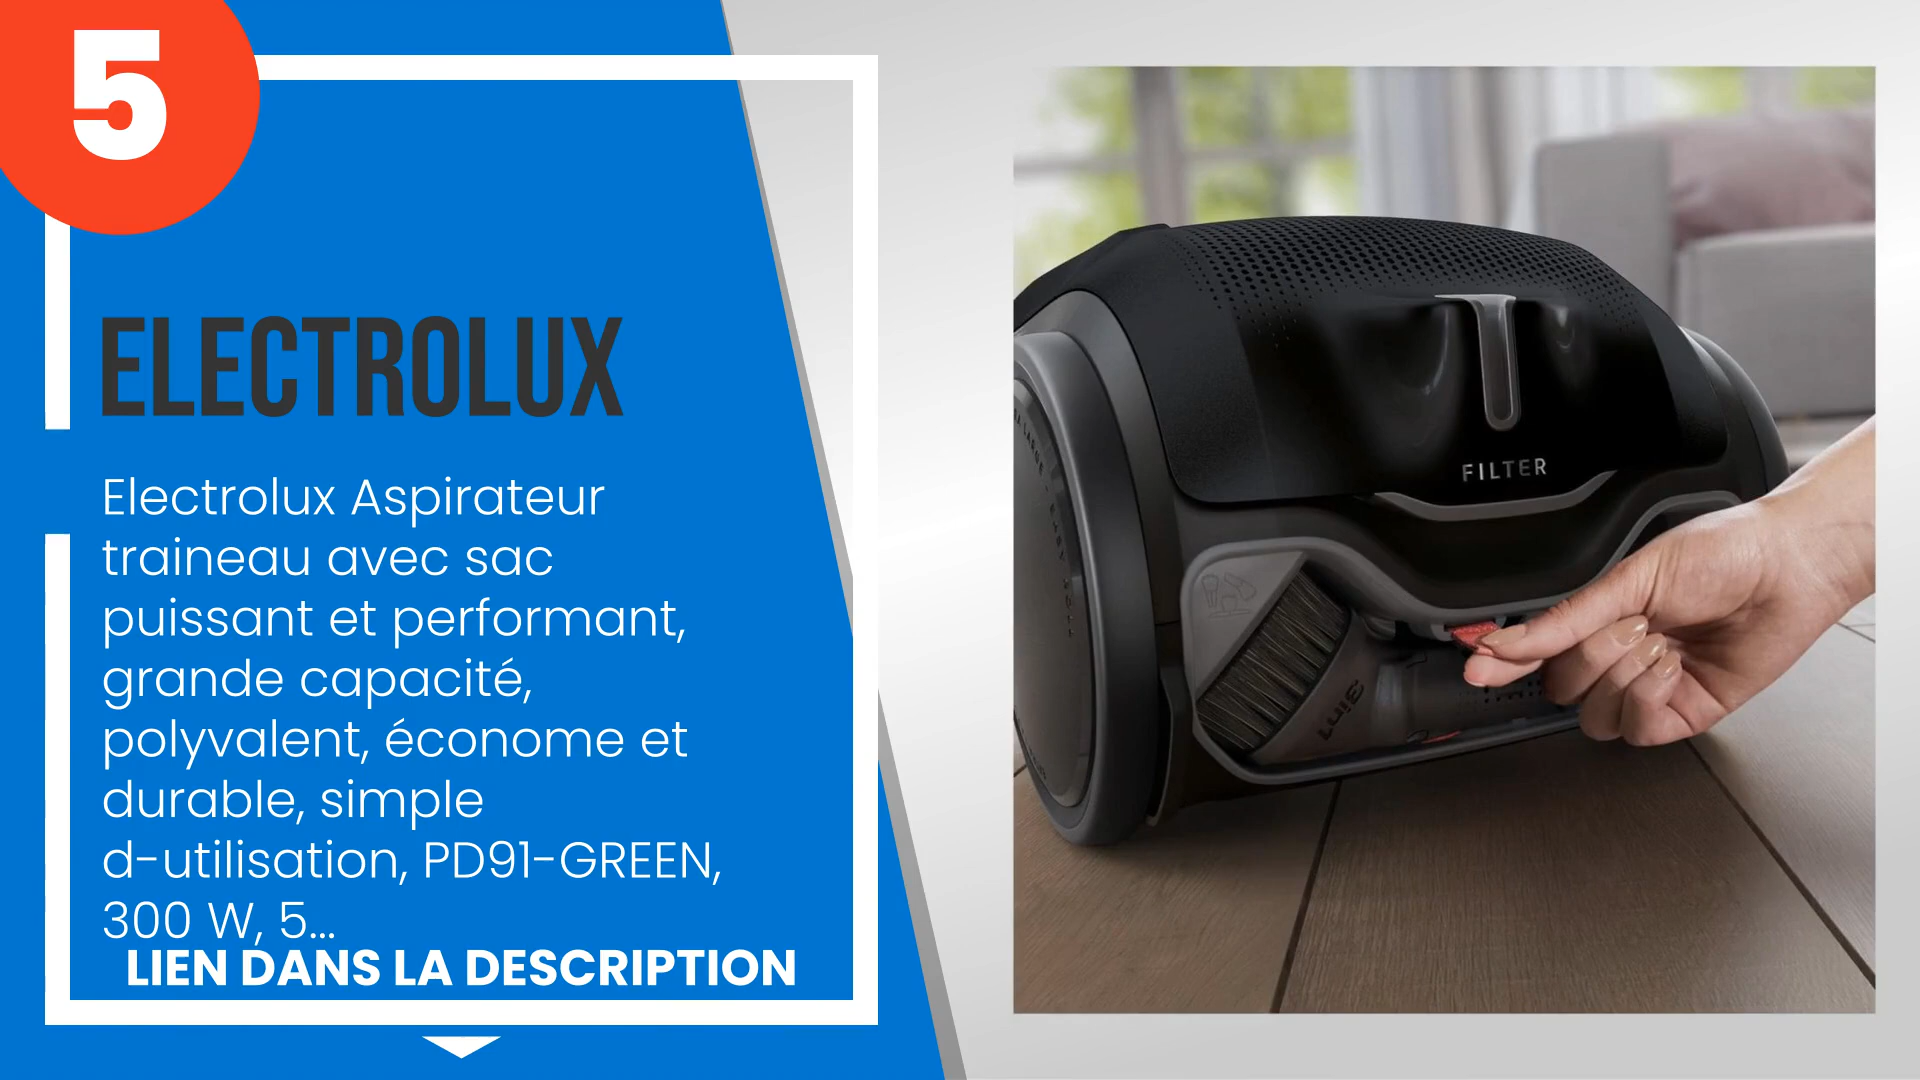 5
ELECTROLUX
Electrolux Aspirateur
traineau avec sac
puissant et performant,
grande capacité,
polyvalent, économe et
durable, simple
d-utilisation, PD91-GREEN,
300 W, 5...
LIEN DANS LA DESCRIPTION
FILTER
3in1